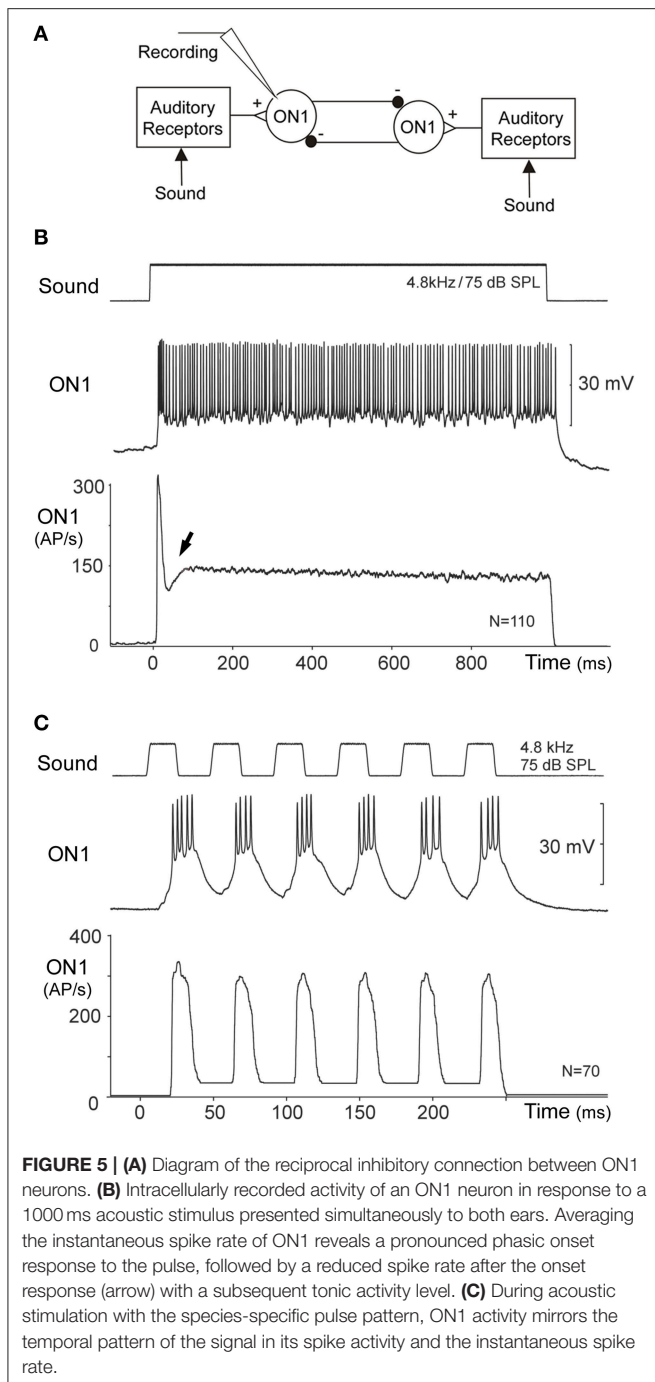 A
Recording
Auditory
Receptors
+
ON1
-
-
ON1
+
Auditory
Receptors
Sound
Sound
B
Sound
4.8kHz/75 dB SPL
ON1
30 mV
300
ON1
(AP/s)
150
N=110
0
0
200
400
600
800
Time (ms)
C
Sound
4.8 kHz
75 dB SPL
ON1
30 mV
400
ON1
(AP/s)
200
N=70
0
0
50
100
150
200
Time (ms)
FIGURE 5 | (A) Diagram of the reciprocal inhibitory connection between ON1
neurons. (B) Intracellularly recorded activity of an ON1 neuron in response to a
1000 ms acoustic stimulus presented simultaneously to both ears. Averaging
the instantaneous spike rate of ON1 reveals a pronounced phasic onset
response to the pulse, followed by a reduced spike rate after the onset
response (arrow) with a subsequent tonic activity level. (C) During acoustic
stimulation with the species-specific pulse pattern, ON1 activity mirrors the
temporal pattern of the signal in its spike activity and the instantaneous spike
rate.